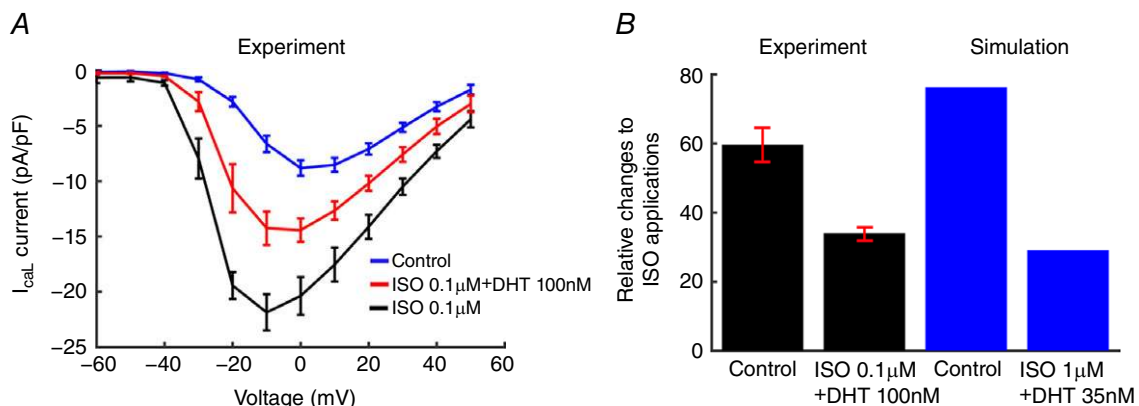 A
Experiment
0
−5
−10
−15
−20
−25
I_caL current (pA/pF)
Control
ISO 0.1µM+DHT 100nM
ISO 0.1µM
−60 −40 −20 0 20 40 60
Voltage (mV)
B
Experiment Simulation
80
60
40
20
0
Relative changes to
ISO applications
Control ISO 0.1µM Control ISO 1µM
+DHT 100nM +DHT 35nM